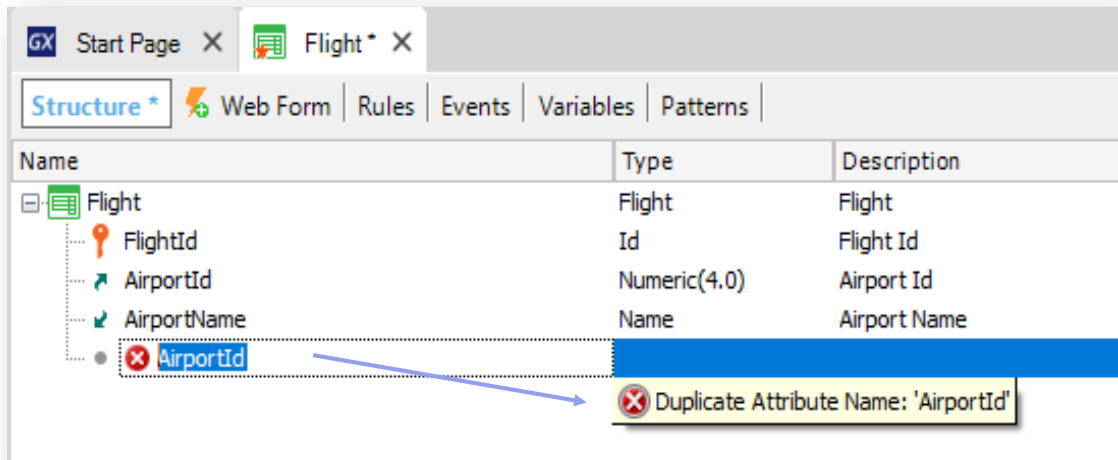 GX Start Page Flight *
Structure * Web Form Rules Events Variables Patterns
Name Type Description
Flight Flight Flight
FlightId Id Flight Id
AirportId Numeric(4.0) Airport Id
AirportName Name Airport Name
AirportId
Duplicate Attribute Name: 'AirportId'